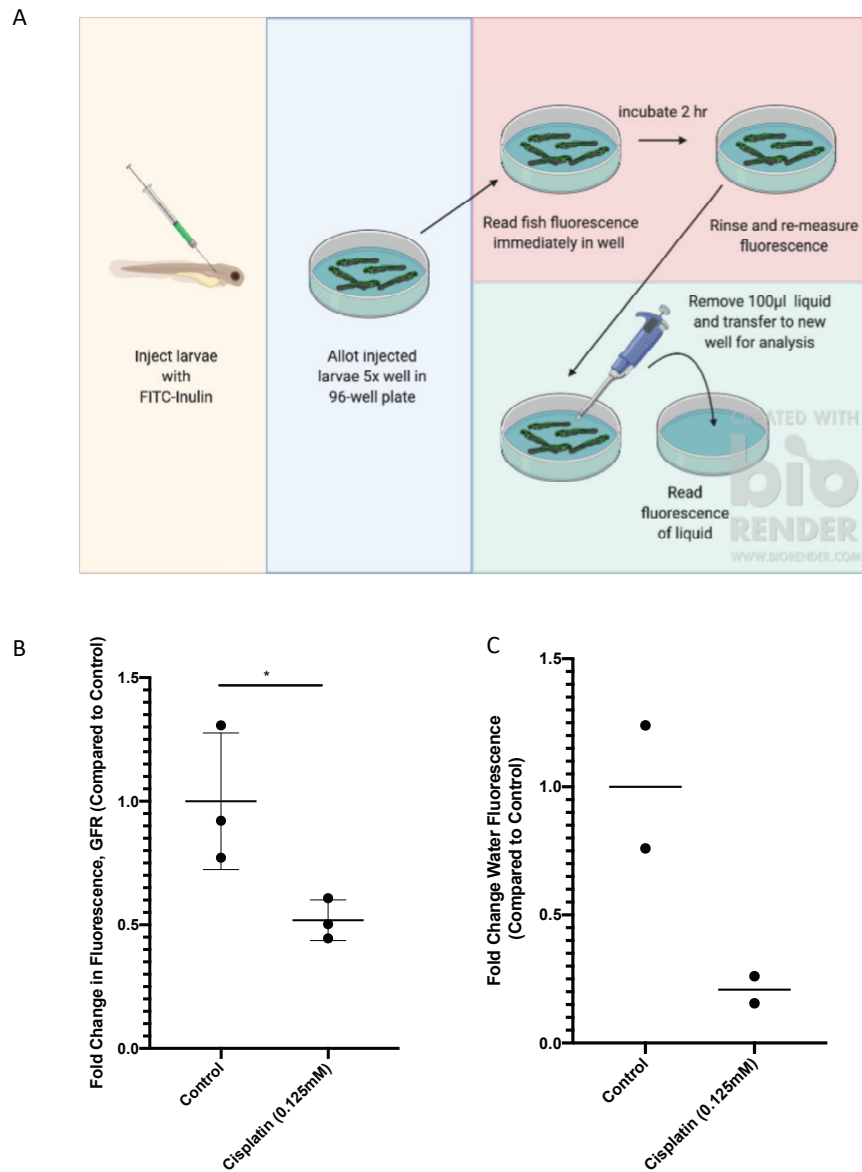 A
Inject larvae
with
FITC-Inulin
Allot injected
larvae 5x well in
96-well plate
incubate 2 hr
Read fish fluorescence
immediately in well
Rinse and re-measure
fluorescence
Remove 100µl liquid
and transfer to new
well for analysis
Read
fluorescence
of liquid
CREATED WITH
bio
RENDER
WWW.BIORENDER.COM
B
Fold Change in Fluorescence, GFR (Compared to Control)
1.5
1.0
0.5
0.0
*
Control
Cisplatin (0.125mM)
C
Fold Change Water Fluorescence
(Compared to Control)
1.5
1.0
0.5
0.0
Control
Cisplatin (0.125mM)